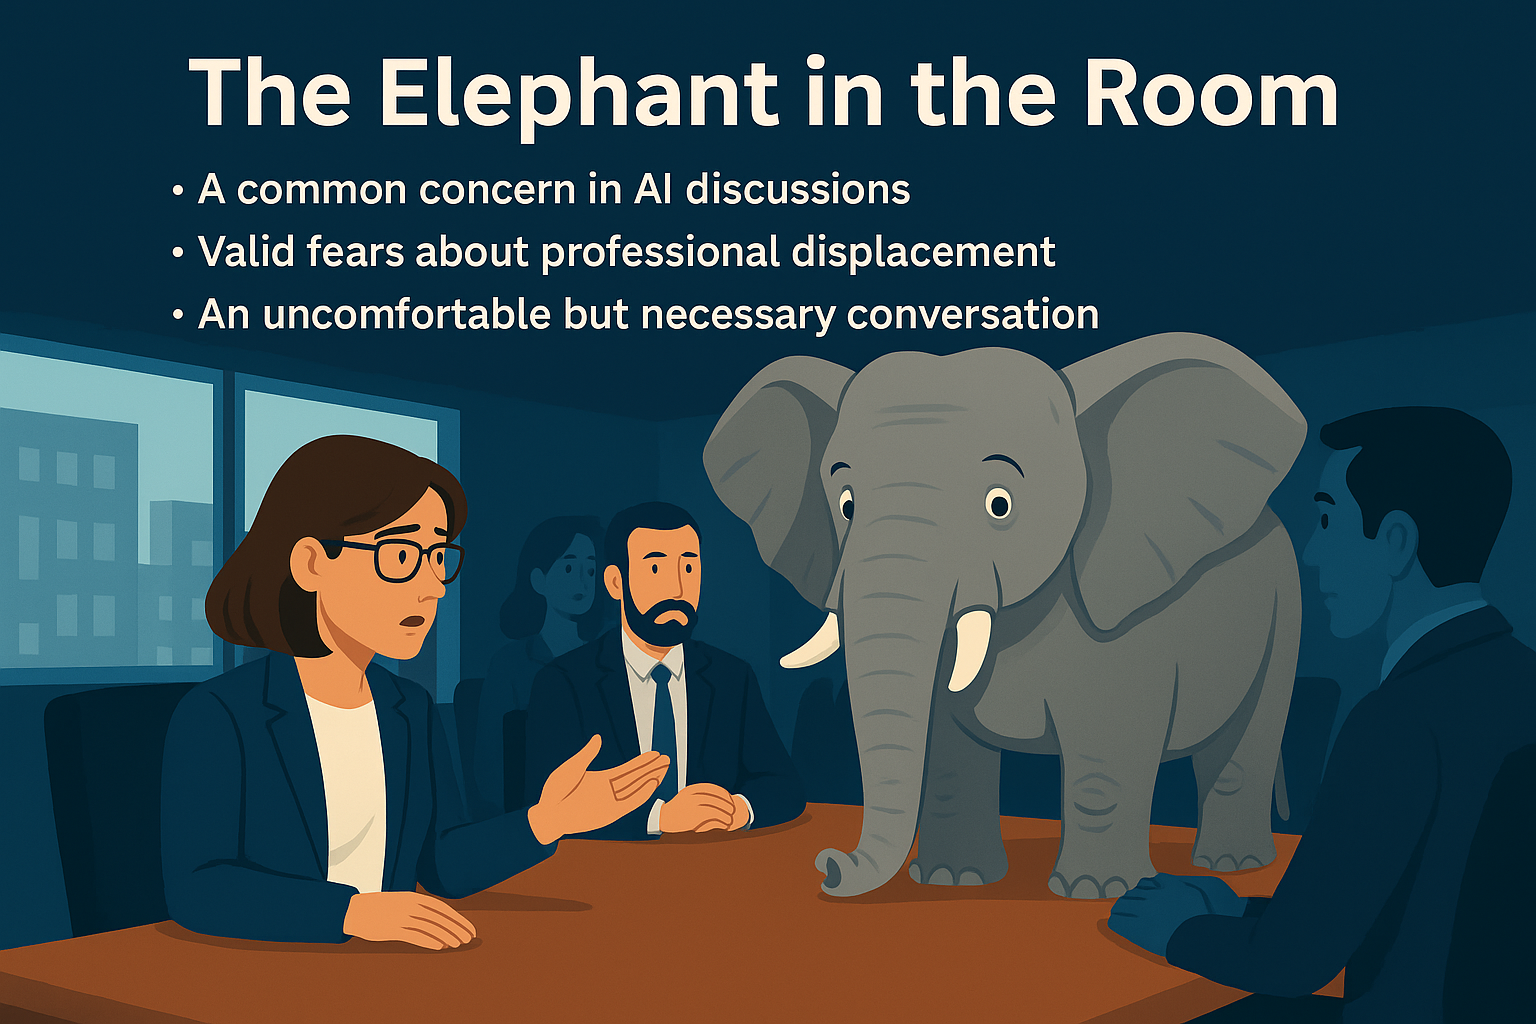 The Elephant in the Room
• A common concern in AI discussions
• Valid fears about professional displacement
• An uncomfortable but necessary conversation